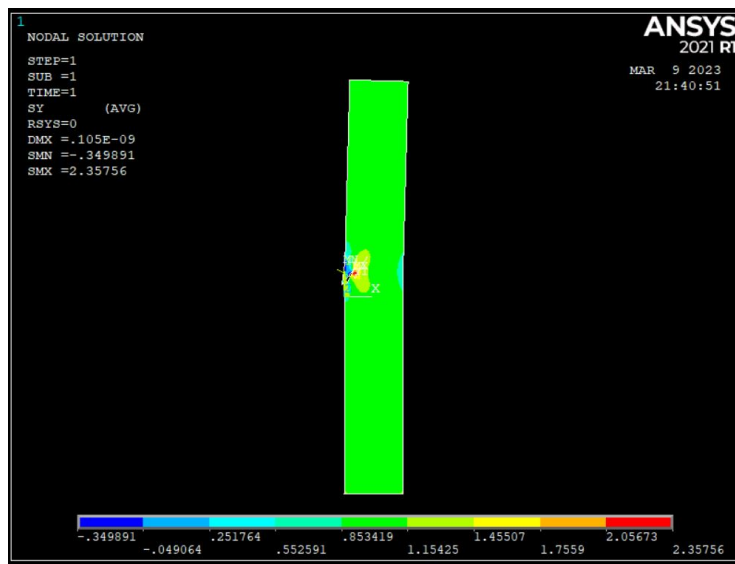 1
NODAL SOLUTION
STEP=1
SUB =1
TIME=1
SY (AVG)
RSYS=0
DMX =.105E-09
SMN =-.349891
SMX =2.35756
ANSYS
2021 R1
MAR 9 2023
21:40:51
X
-.349891 .251764 .853419 1.45507 2.05673
-.049064 .552591 1.15425 1.7559 2.35756